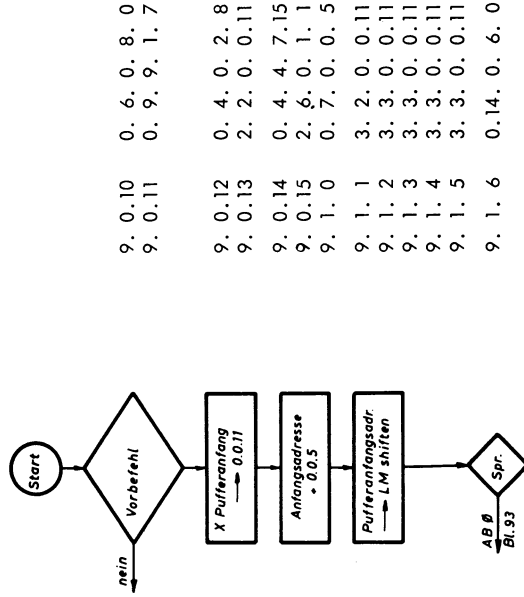 Start
Vorbefehl
nein
X Pufferanfang
→ 0.0.11
Anfangsadresse
+ 0.0.5
Pufferanfangsadr.
→ LM shiften
Spr.
AB Ø
Bl. 93
9. 0.10 0. 6. 0. 8. 0
9. 0.11 0. 9. 9. 1. 7
9. 0.12 0. 4. 0. 2. 8
9. 0.13 2. 2. 0. 0.11
9. 0.14 0. 4. 4. 7.15
9. 0.15 2. 6. 0. 1. 1
9. 1. 0 0. 7. 0. 0. 5
9. 1. 1 3. 2. 0. 0.11
9. 1. 2 3. 3. 0. 0.11
9. 1. 3 3. 3. 0. 0.11
9. 1. 4 3. 3. 0. 0.11
9. 1. 5 3. 3. 0. 0.11
9. 1. 6 0.14. 0. 6. 0